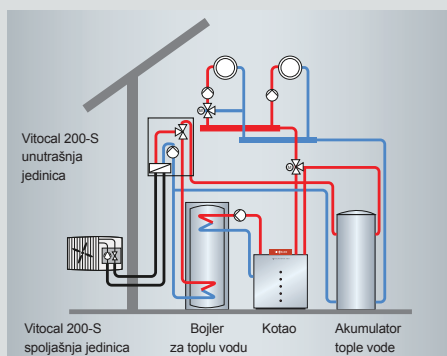 Vitocal 200-S
unutrašnja
jedinica
Vitocal 200-S
spoljašnja jedinica
Bojler
za toplu vodu
Kotao
Akumulator
tople vode